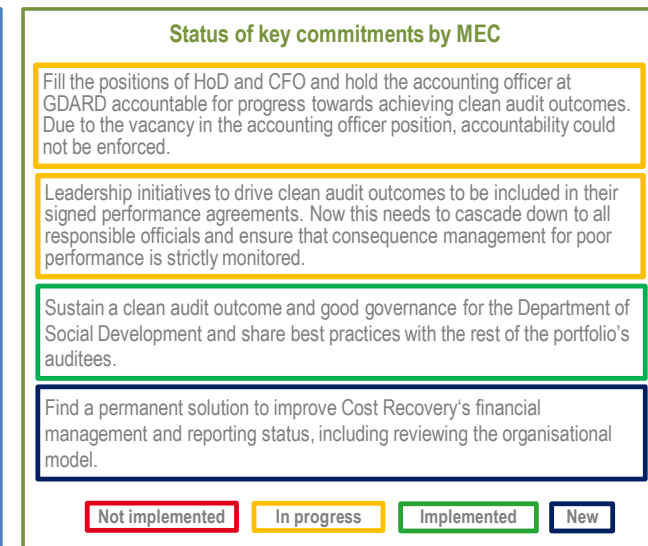 Status of key commitments by MEC
Fill the positions of HoD and CFO and hold the accounting officer at
GDARD accountable for progress towards achieving clean audit outcomes.
Due to the vacancy in the accounting officer position, accountability could
not be enforced.
Leadership initiatives to drive clean audit outcomes to be included in their
signed performance agreements. Now this needs to cascade down to all
responsible officials and ensure that consequence management for poor
performance is strictly monitored.
Sustain a clean audit outcome and good governance for the Department of
Social Development and share best practices with the rest of the portfolio's
auditees.
Find a permanent solution to improve Cost Recovery‘s financial
management and reporting status, including reviewing the organisational
model.
Not implemented In progress Implemented New